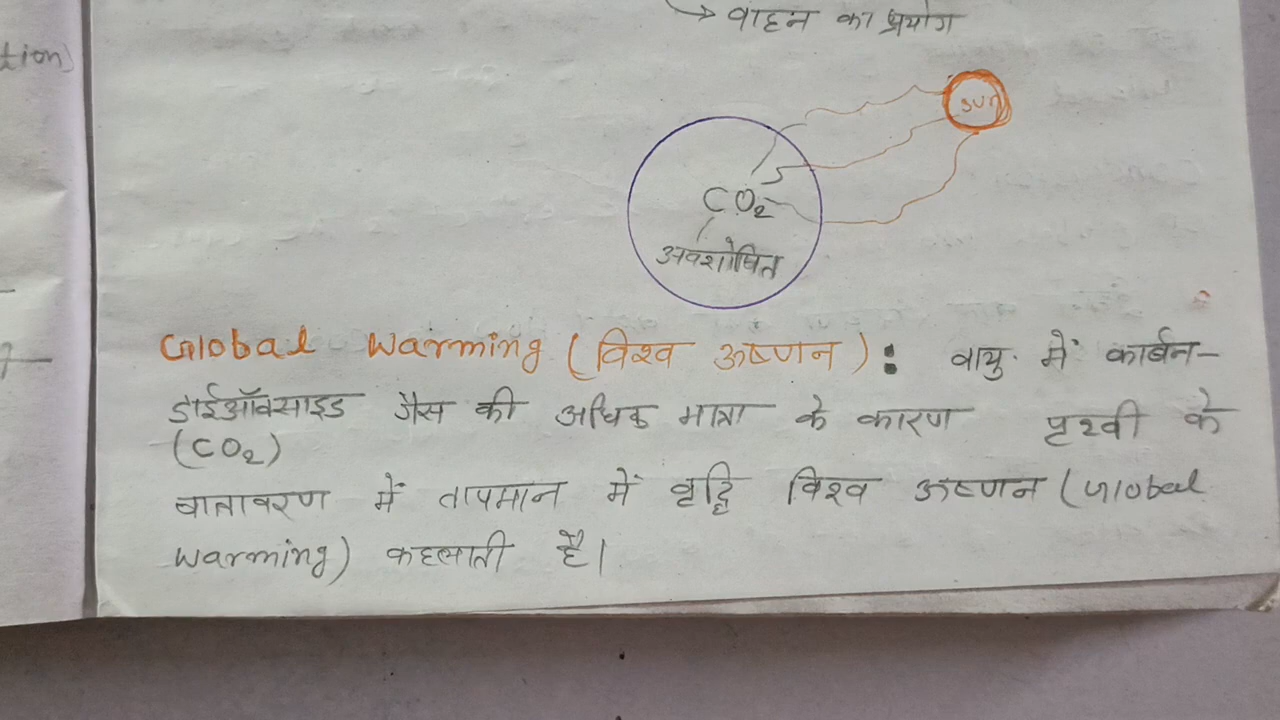 → वाहन का प्रयोग
tion)
sun
CO₂
अवशोषित
Global Warming (विश्व ऊष्णन) : वायु में कार्बन-
डाईऑक्साइड गैस की अधिक मात्रा के कारण पृथ्वी के
(CO₂)
वातावरण में तापमान में वृद्धि विश्व ऊष्णन (Global
Warming) कहलाती है।